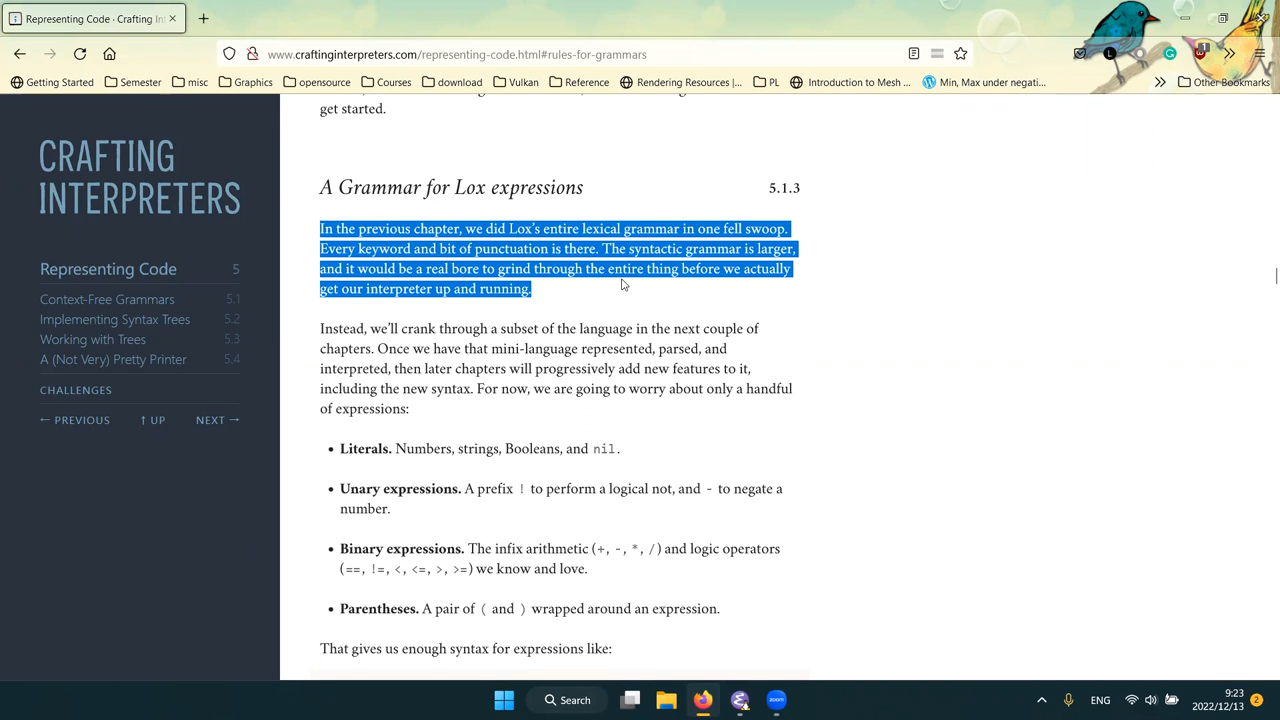 Representing Code · Crafting In
www.craftinginterpreters.com/representing-code.html#rules-for-grammars
Getting Started
Semester
misc
Graphics
opensource
Courses
download
Vulkan
Reference
Rendering Resources |...
PL
Introduction to Mesh ...
Min, Max under negati...
Other Bookmarks
get started.
CRAFTING
INTERPRETERS
Representing Code 5
Context-Free Grammars 5.1
Implementing Syntax Trees 5.2
Working with Trees 5.3
A (Not Very) Pretty Printer 5.4
CHALLENGES
← PREVIOUS ↑ UP NEXT →
A Grammar for Lox expressions 5.1.3
In the previous chapter, we did Lox’s entire lexical grammar in one fell swoop.
Every keyword and bit of punctuation is there. The syntactic grammar is larger,
and it would be a real bore to grind through the entire thing before we actually
get our interpreter up and running.
Instead, we’ll crank through a subset of the language in the next couple of
chapters. Once we have that mini-language represented, parsed, and
interpreted, then later chapters will progressively add new features to it,
including the new syntax. For now, we are going to worry about only a handful
of expressions:
• Literals. Numbers, strings, Booleans, and nil.
• Unary expressions. A prefix ! to perform a logical not, and - to negate a
number.
• Binary expressions. The infix arithmetic (+, -, *, /) and logic operators
(==, !=, <, <=, >, >=) we know and love.
• Parentheses. A pair of ( and ) wrapped around an expression.
That gives us enough syntax for expressions like:
Search
zoom
ENG
9:23
2022/12/13
2